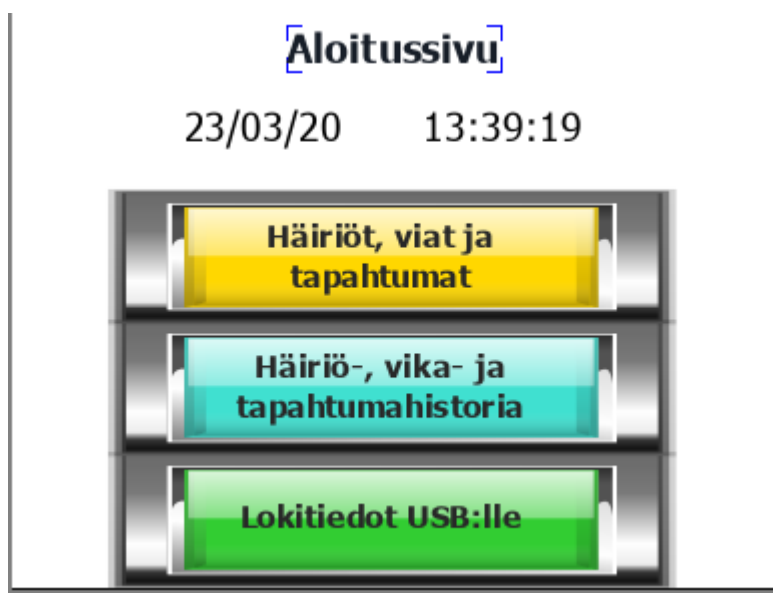 Aloitussivu
23/03/20 13:39:19
Häiriöt, viat ja
tapahtumat
Häiriö-, vika- ja
tapahtumahistoria
Lokitiedot USB:lle